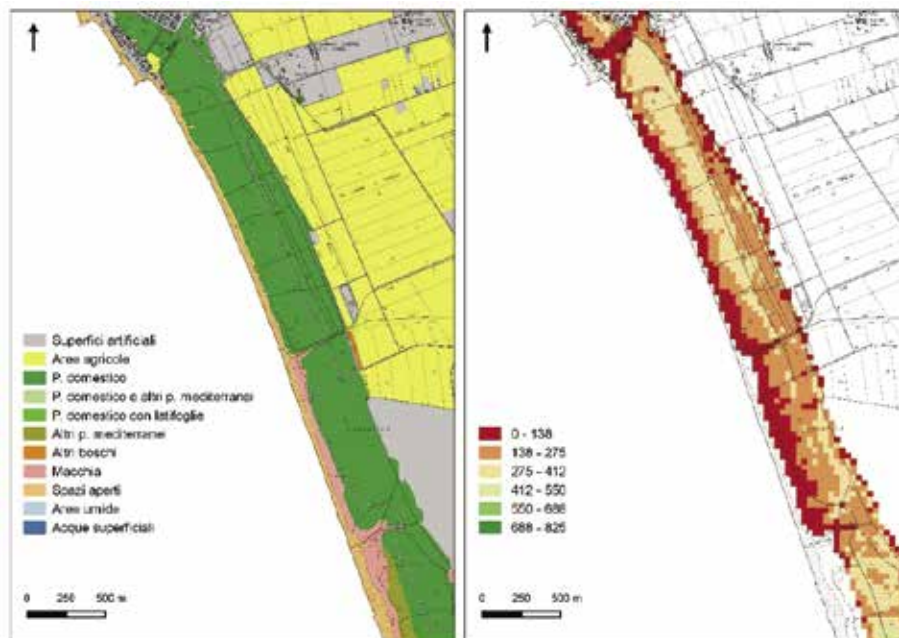 Superfici artificiali
Aree agricole
P. domestico
P. domestico e altri p. mediterranei
P. domestico con latifoglie
Altri p. mediterranei
Altri boschi
Macchia
Spazi aperti
Aree umide
Acque superficiali
0 250 500 m
0 - 138
138 - 275
275 - 412
412 - 550
550 - 688
688 - 825
0 250 500 m